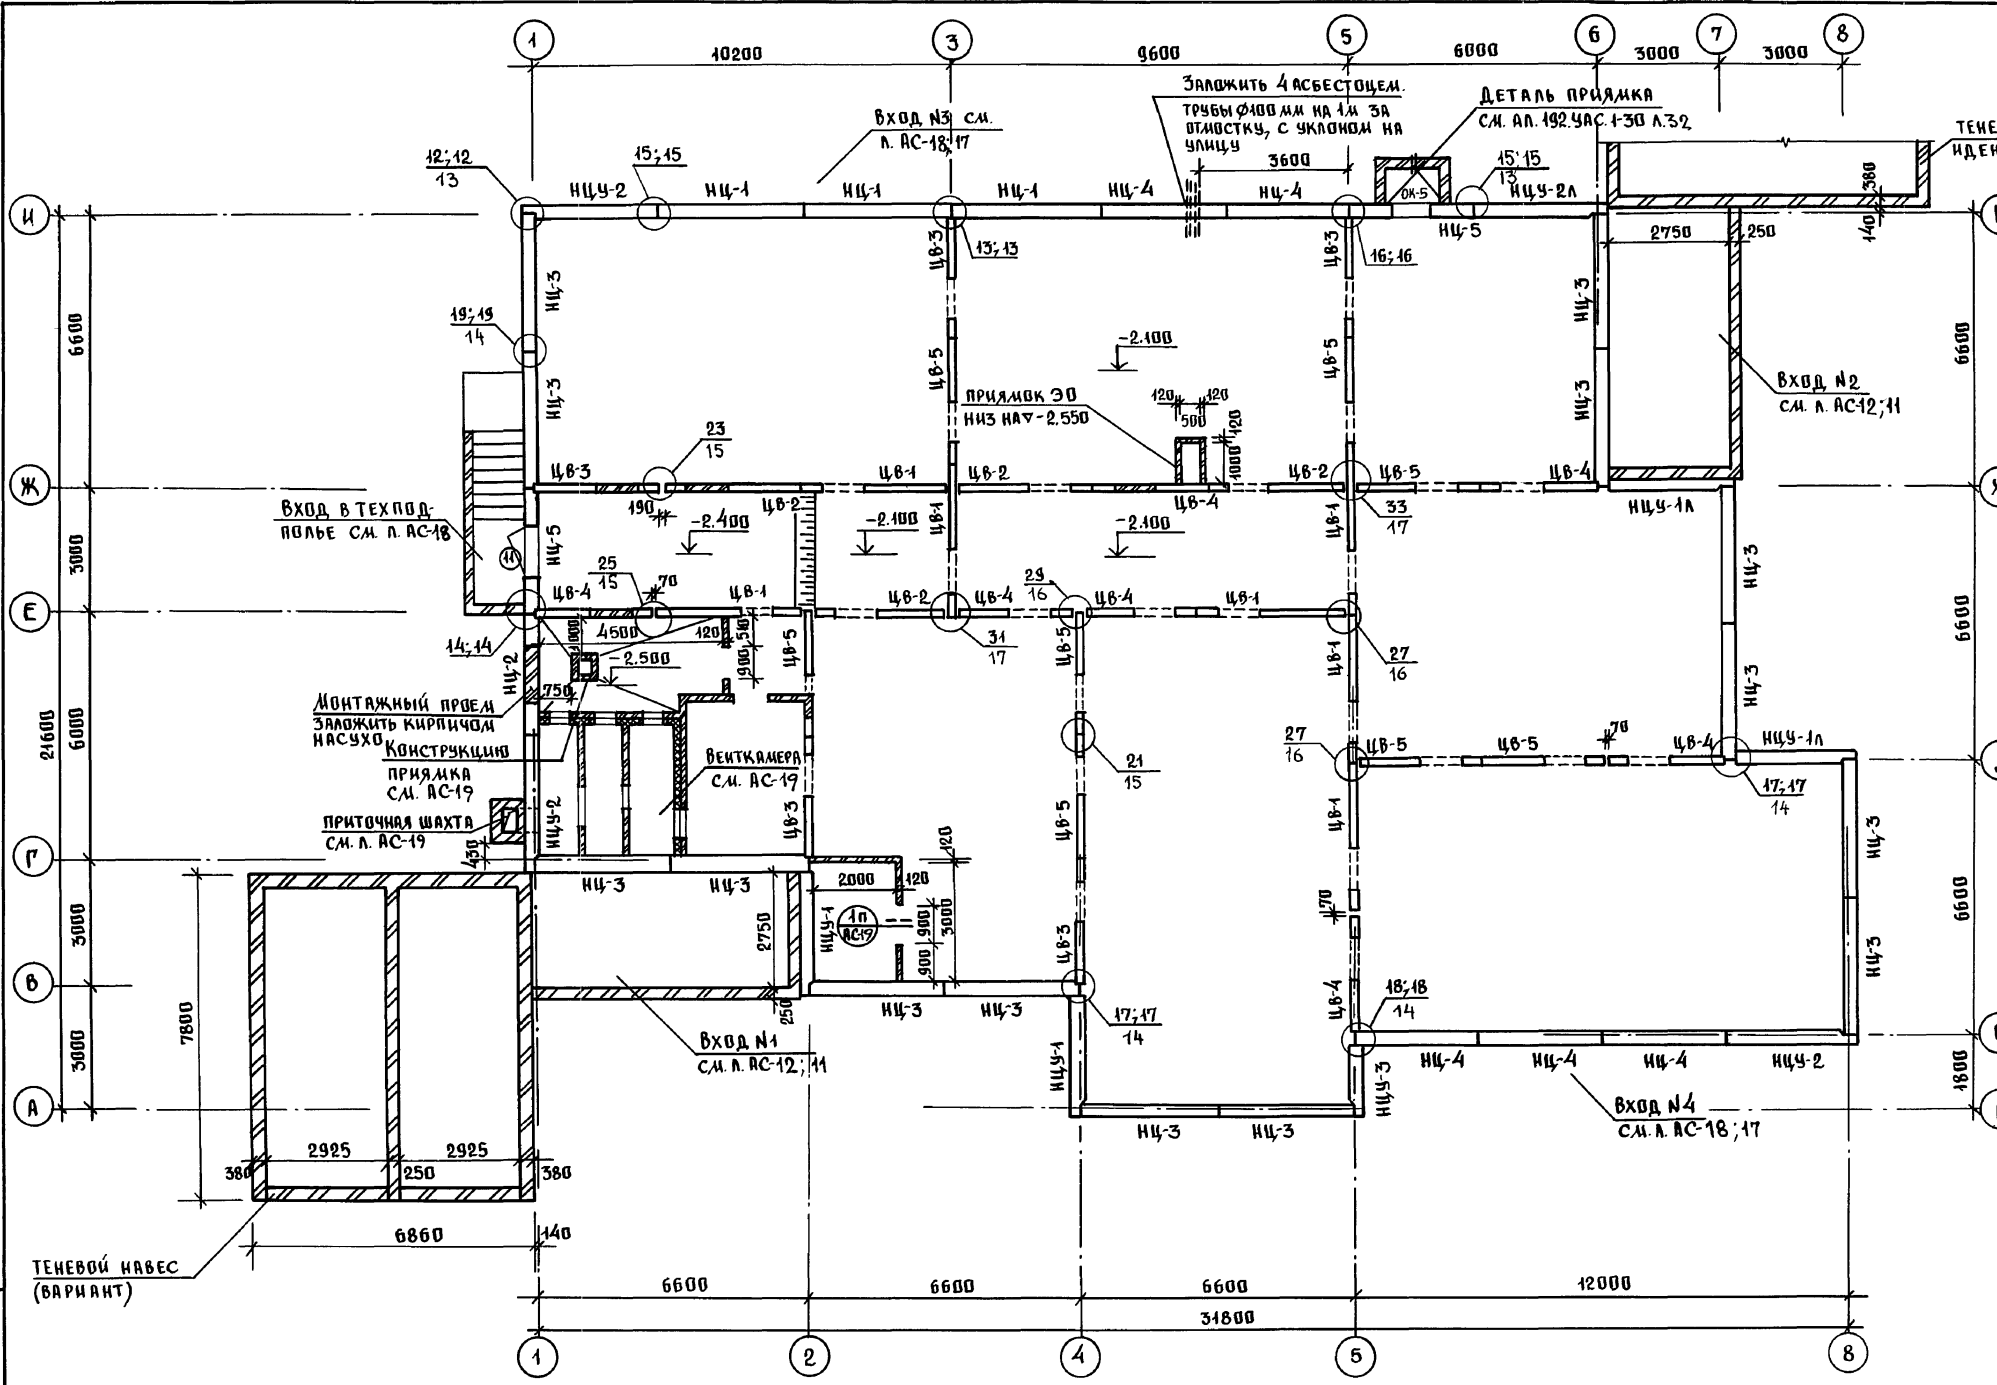 1
3
5
6
7
8
10200
9600
6000
3000
3000
Заложить 4 асбестоцем.
трубы ф100 мм на 1м за
отмостку, с уклоном на
улицу
3600
Деталь приямка
см. ал. 192. час. 1-30 л.32
Вход N3 см.
л. АС-18;17
12;12
13
15;15
15;15
13
ОК-5
380
140
НЦУ-2
НЦ-1
НЦ-1
НЦ-1
НЦ-4
НЦ-4
НЦ-5
НЦУ-2л
И
13;13
16;16
ЦВ-3
ЦВ-3
2750
250
НЦ-3
НЦ-3
19;19
14
6600
6600
ЦВ-5
ЦВ-5
-2.100
НЦ-3
НЦ-3
Приямок ЭО
низ на -2.550
120
120
500
120
1000
Вход N2
см. л. АС-12;11
23
15
ЦВ-3
ЦВ-1
ЦВ-2
ЦВ-2
ЦВ-5
ЦВ-4
Ж
190
ЦВ-2
ЦВ-4
НЦУ-1л
33
17
Вход в техпод-
полье см. л. АС-18
11
НЦ-5
-2.400
-2.100
-2.100
ЦВ-1
ЦВ-1
3000
НЦ-3
25
15
70
29
16
ЦВ-4
ЦВ-1
ЦВ-2
ЦВ-4
ЦВ-4
ЦВ-1
Е
14;14
1000
4500
120
510
900
31
17
27
16
6600
НЦ-2
-2.500
750
ЦВ-5
ЦВ-5
ЦВ-1
НЦ-3
Монтажный проем
заложить кирпичом
насухо
Конструкцию
приямка
см. АС-19
Венткамера
см. АС-19
21
15
27
16
ЦВ-5
ЦВ-5
70
ЦВ-4
НЦУ-1л
17;17
14
21600
6000
Приточная шахта
см. л. АС-19
430
НЦУ-2
ЦВ-3
ЦВ-5
ЦВ-1
НЦ-3
Г
НЦ-3
НЦ-3
2000
120
120
7800
3000
2750
НЦУ-1
1п
АС-19
900
900
3000
ЦВ-3
70
6600
НЦ-3
В
250
НЦ-3
НЦ-3
ЦВ-4
18;18
14
17;17
14
3000
Вход N1
см. л. АС-12; 11
НЦУ-1
НЦУ-3
НЦ-4
НЦ-4
НЦ-4
НЦУ-2
1800
А
НЦ-3
НЦ-3
Вход N4
см. л. АС-18;17
380
2925
250
2925
380
6860
140
Теневой навес
(вариант)
6600
6600
6600
12000
31800
1
2
4
5
8